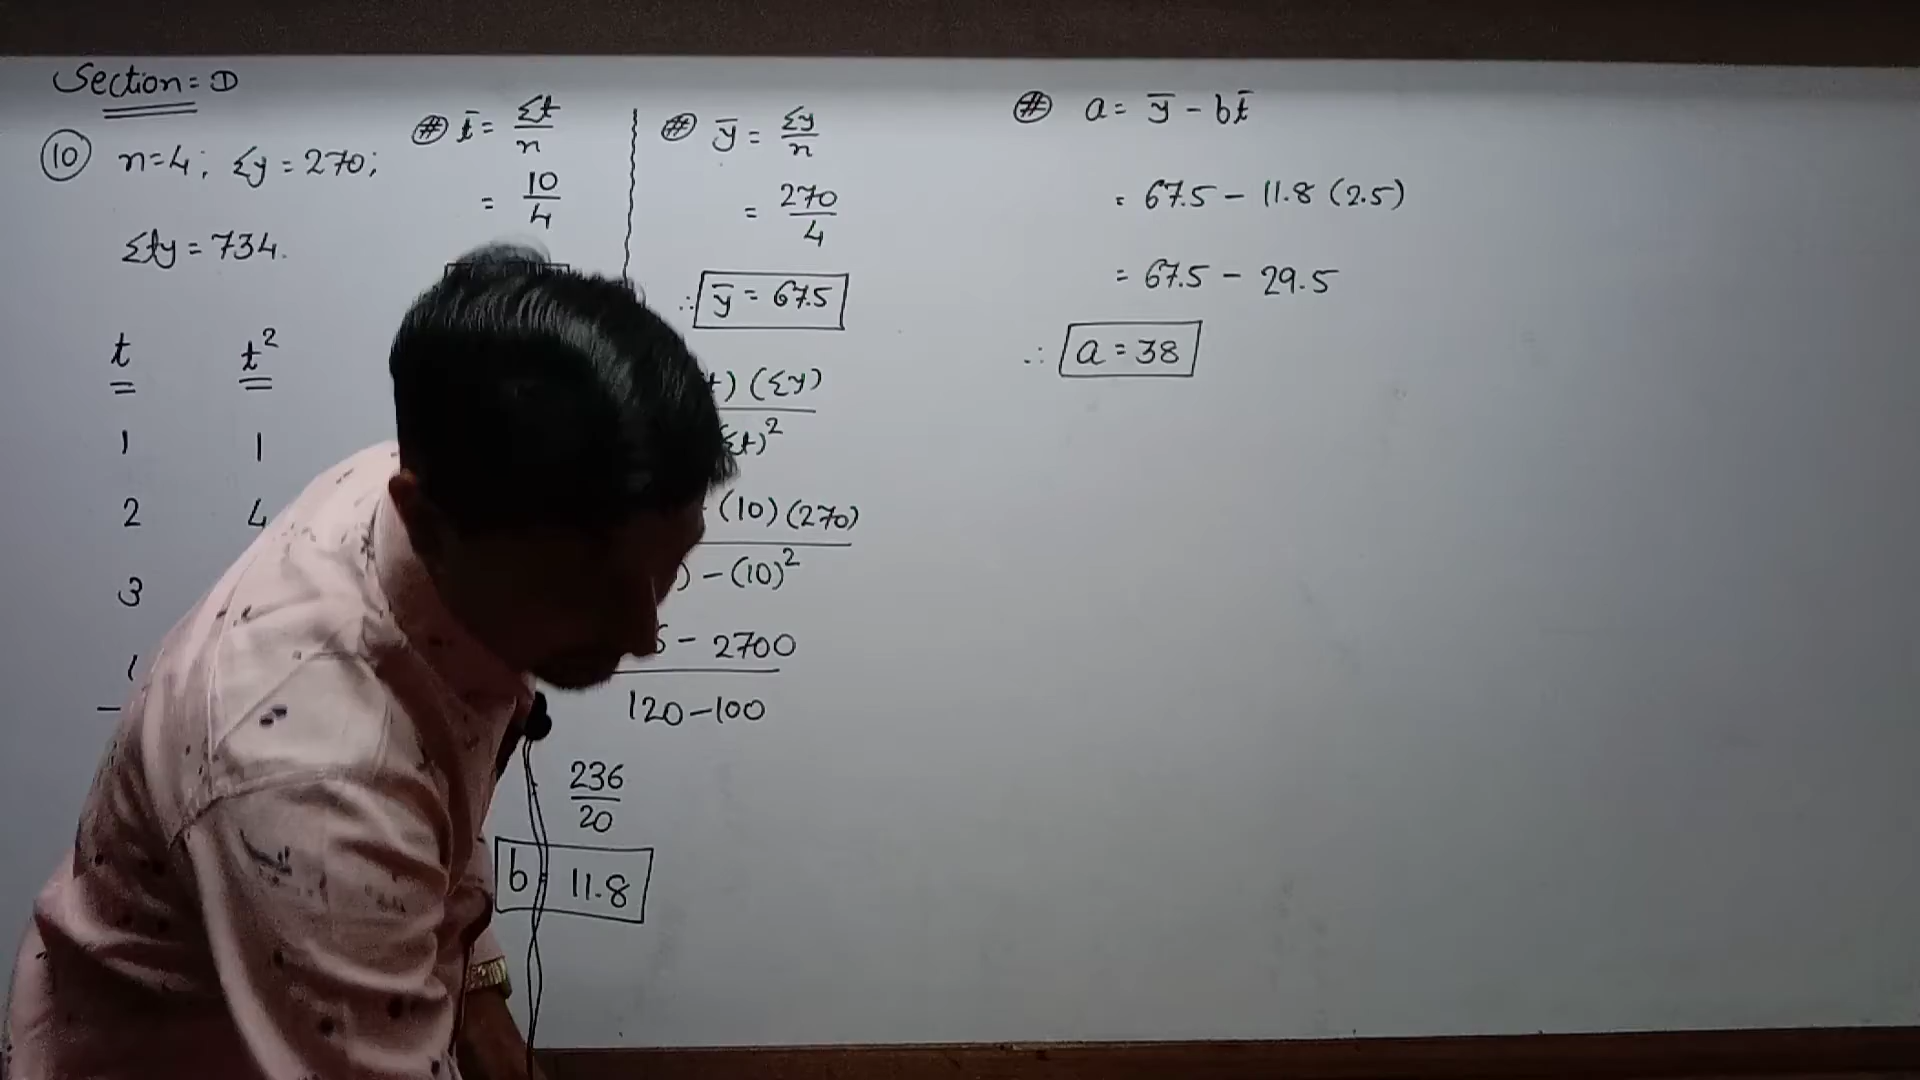 Section = D
10 n=4; Σy = 270;
Σty = 734.
t t²
1 1
2 4
3
# t̄ = Σt/n
= 10/4
# ȳ = Σy/n
= 270/4
∴ ȳ = 67.5
t) (Σy)
Σt)²
(10) (270)
) - (10)²
6 - 2700
120 - 100
236/20
b = 11.8
# a = ȳ - bt̄
= 67.5 - 11.8 (2.5)
= 67.5 - 29.5
∴ a = 38